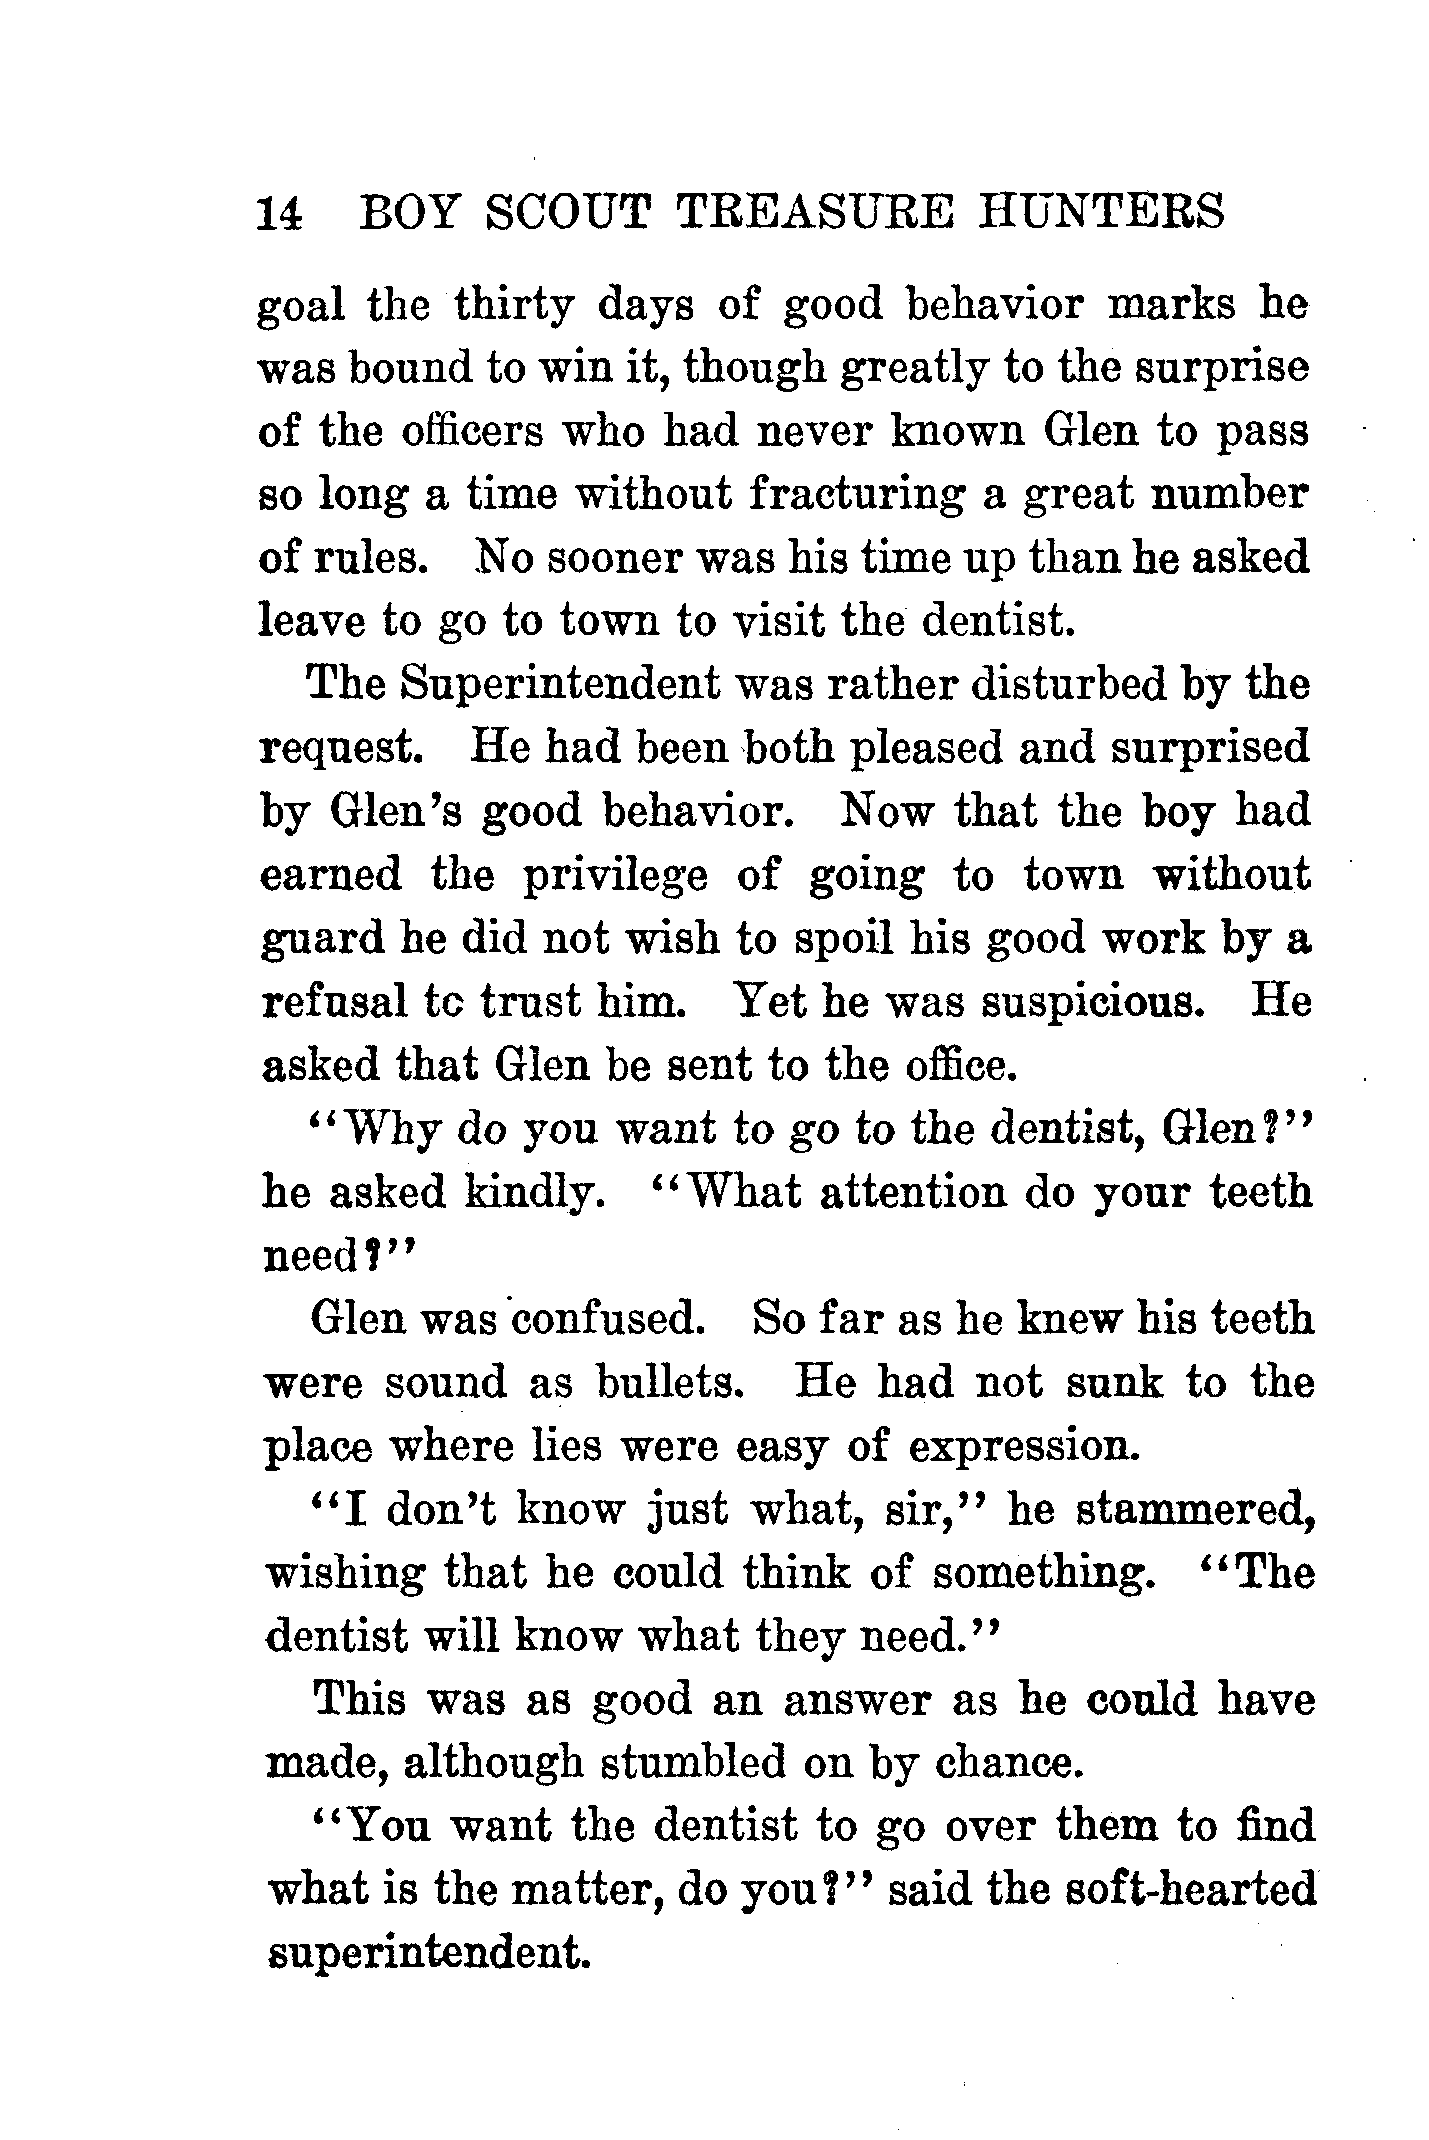 14 BOY SCOUT TREASURE HUNTERS
goal the thirty days of good behavior marks he
was bound to win it, though greatly to the surprise
of the officers who had never known Glen to pass
so long a time without fracturing a great number
of rules. No sooner was his time up than he asked
leave to go to town to visit the dentist.
The Superintendent was rather disturbed by the
request. He had been both pleased and surprised
by Glen's good behavior. Now that the boy had
earned the privilege of going to town without
guard he did not wish to spoil his good work by a
refusal to trust him. Yet he was suspicious. He
asked that Glen be sent to the office.
"Why do you want to go to the dentist, Glen?"
he asked kindly. "What attention do your teeth
need?"
Glen was confused. So far as he knew his teeth
were sound as bullets. He had not sunk to the
place where lies were easy of expression.
"I don't know just what, sir," he stammered,
wishing that he could think of something. "The
dentist will know what they need."
This was as good an answer as he could have
made, although stumbled on by chance.
"You want the dentist to go over them to find
what is the matter, do you?" said the soft-hearted
superintendent.